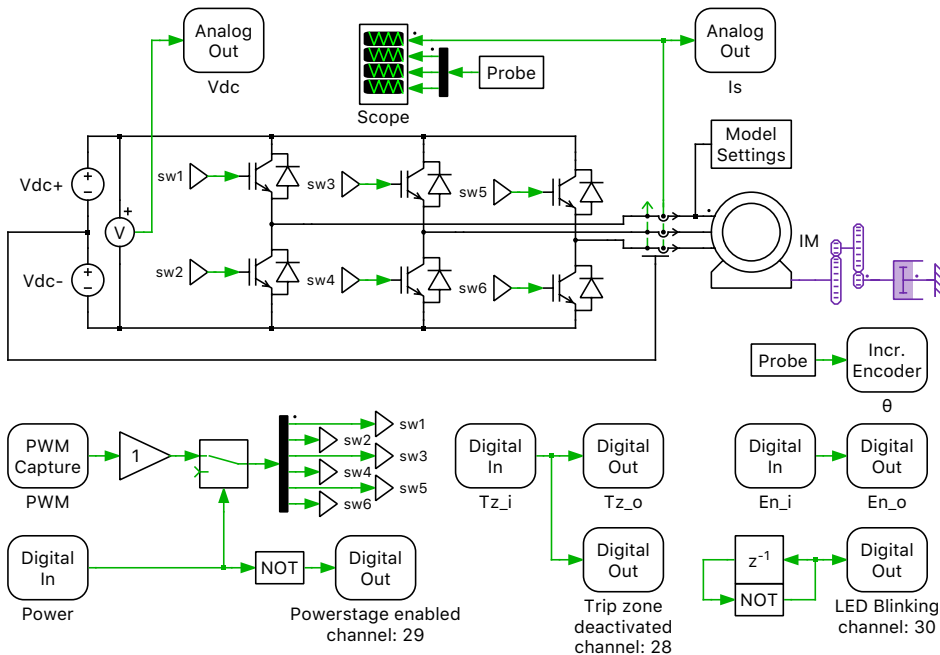 Analog
Out
Vdc
Scope
Probe
Analog
Out
Is
Model
Settings
Vdc+
Vdc-
V
sw1
sw3
sw5
sw2
sw4
sw6
IM
Probe
Incr.
Encoder
θ
PWM
Capture
PWM
1
sw1
sw2
sw3
sw4
sw5
sw6
Digital
In
Tz_i
Digital
Out
Tz_o
Digital
In
En_i
Digital
Out
En_o
Digital
In
Power
NOT
Digital
Out
Powerstage enabled
channel: 29
Digital
Out
Trip zone
deactivated
channel: 28
z-1
NOT
Digital
Out
LED Blinking
channel: 30